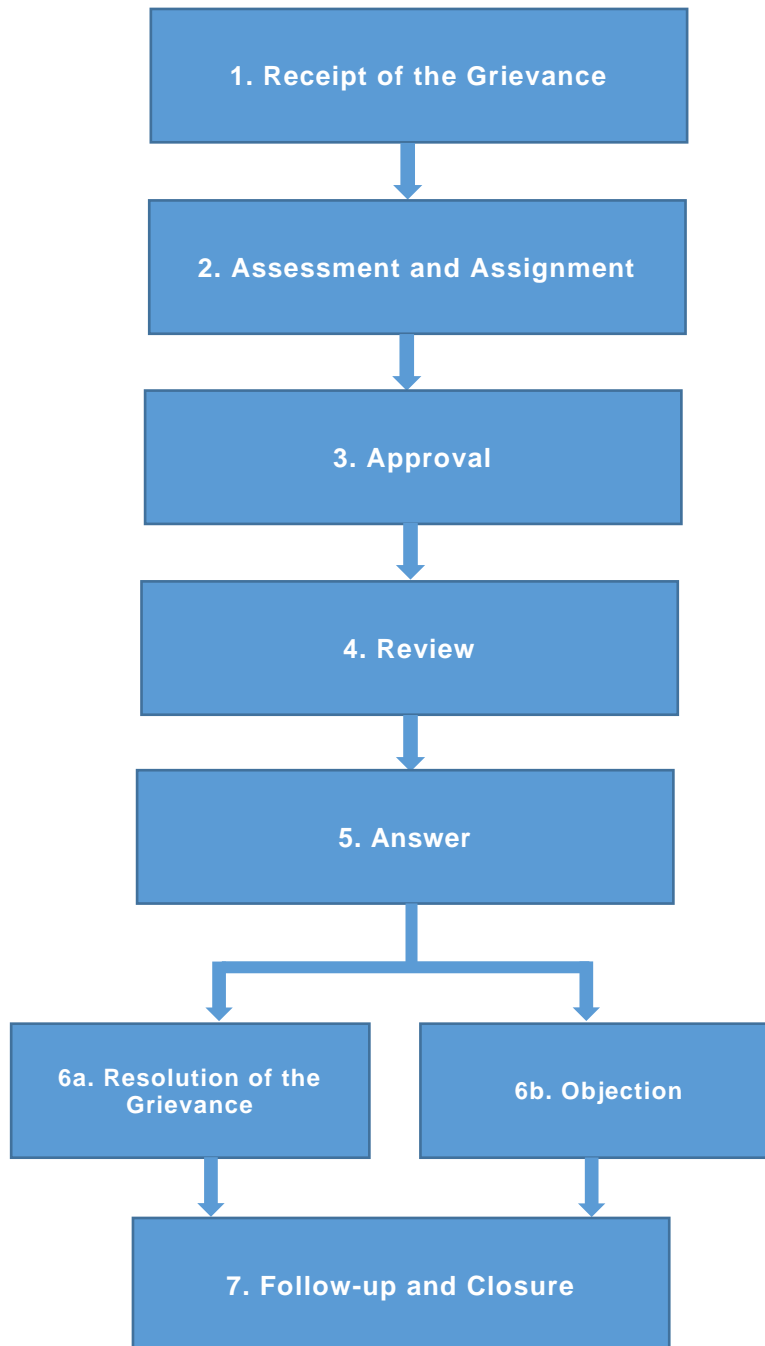 1. Receipt of the Grievance
2. Assessment and Assignment
3. Approval
4. Review
5. Answer
6a. Resolution of the
Grievance
6b. Objection
7. Follow-up and Closure